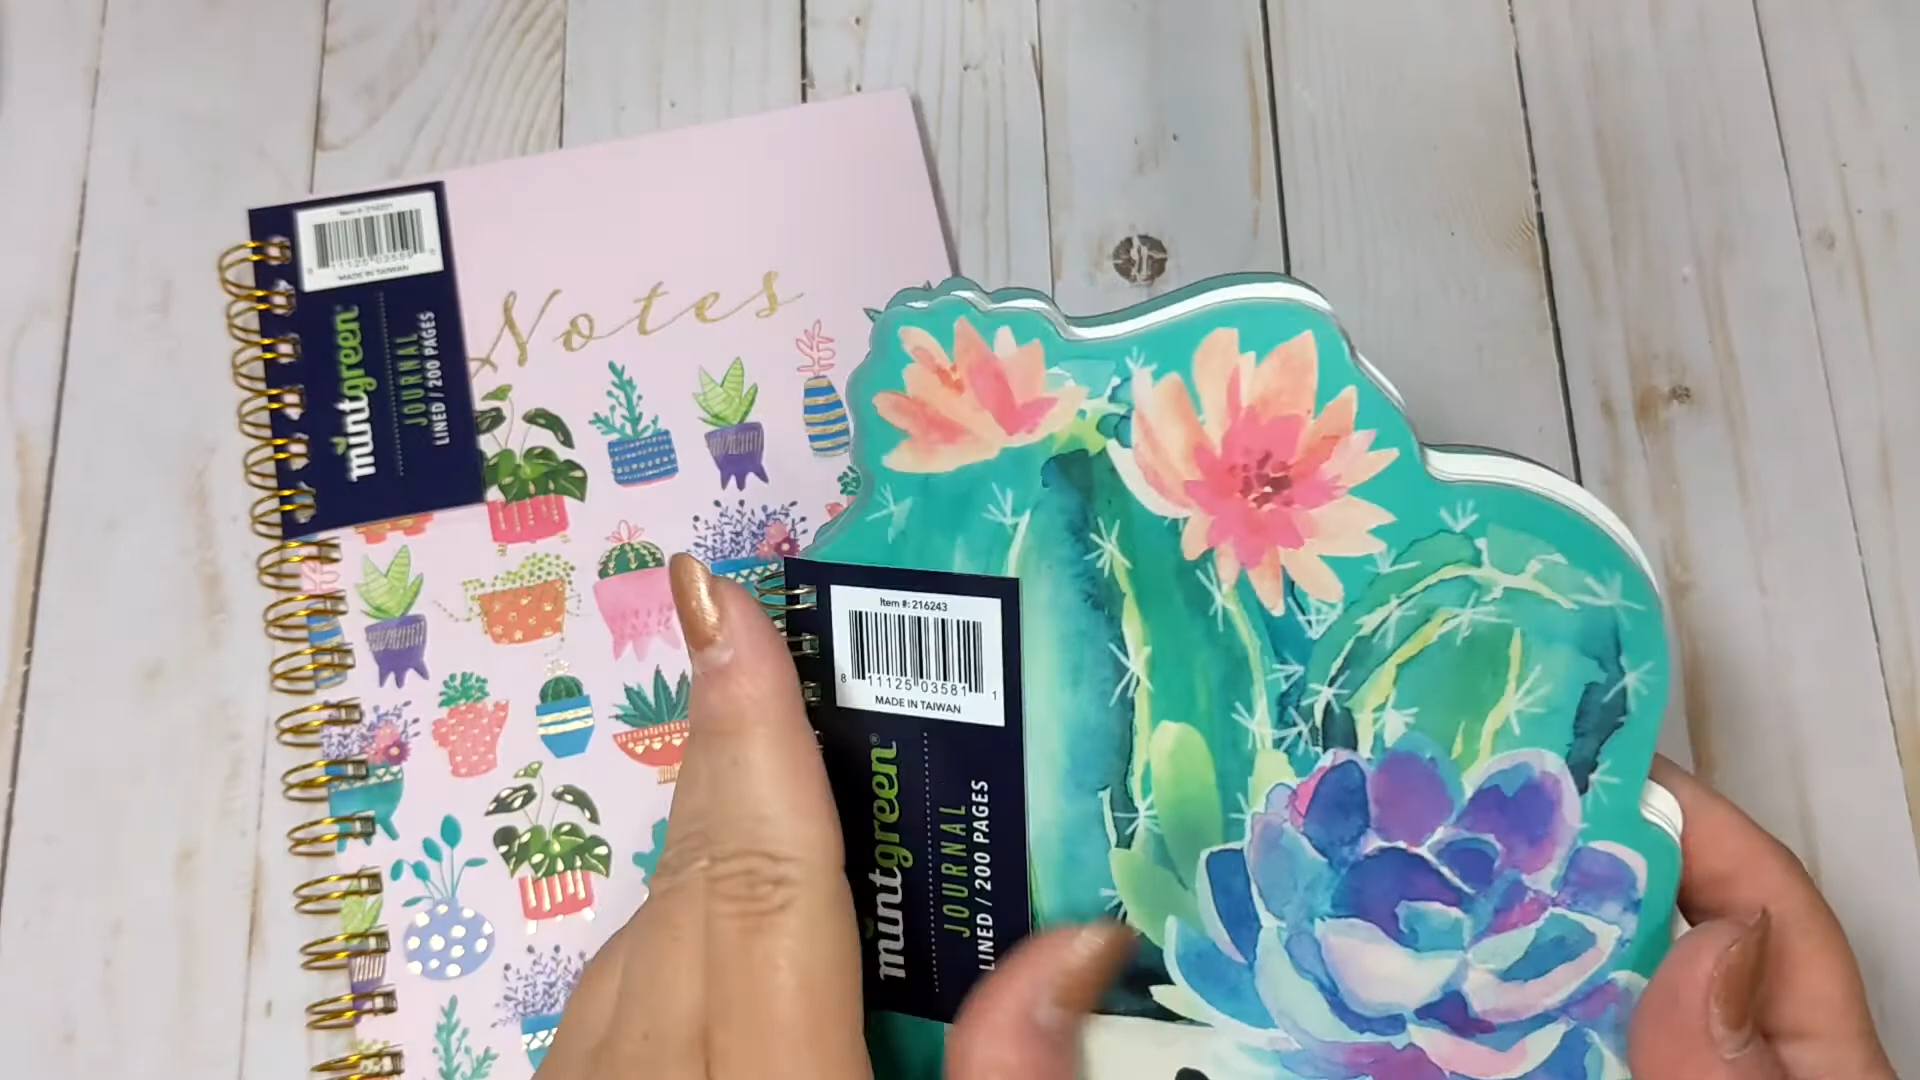 MADE IN TAIWAN
mintgreen
JOURNAL
LINED / 200 PAGES
Notes
Item #: 216243
8 11125 03581 1
MADE IN TAIWAN
mintgreen®
JOURNAL
LINED / 200 PAGES